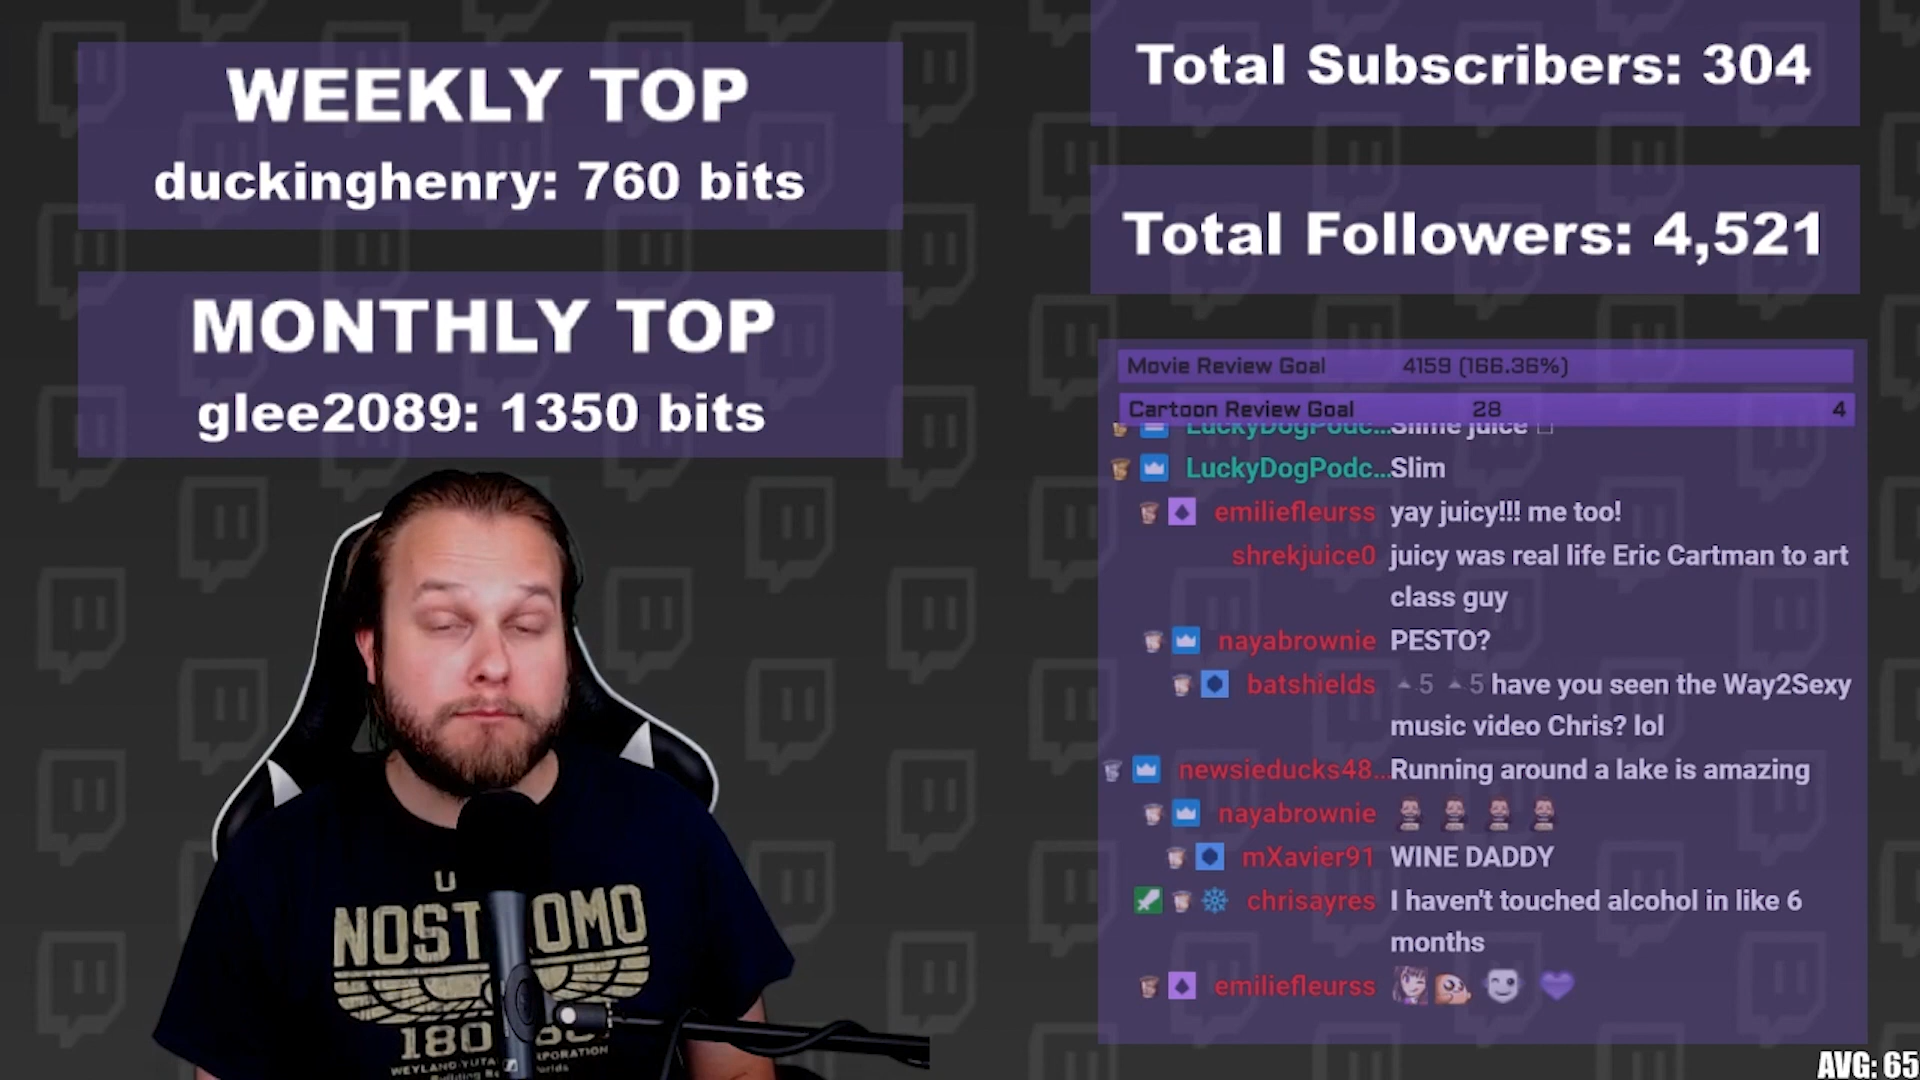 WEEKLY TOP
duckinghenry: 760 bits
MONTHLY TOP
glee2089: 1350 bits
Total Subscribers: 304
Total Followers: 4,521
Movie Review Goal 4159 (166.36%)
Cartoon Review Goal 28 4
LuckyDogPodc...Slime juice
LuckyDogPodc...Slim
emiliefleurss yay juicy!!! me too!
shrekjuice0 juicy was real life Eric Cartman to art
class guy
nayabrownie PESTO?
batshields 5 5 have you seen the Way2Sexy
music video Chris? lol
newsieducks48...Running around a lake is amazing
nayabrownie
mXavier91 WINE DADDY
chrisayres I haven't touched alcohol in like 6
months
emiliefleurss
U
180
AVG: 65